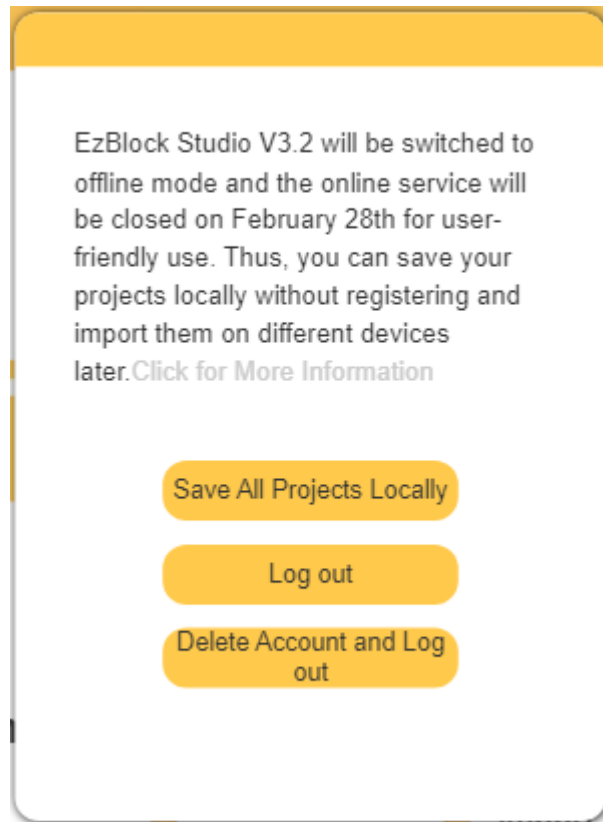 EzBlock Studio V3.2 will be switched to
offline mode and the online service will
be closed on February 28th for user-
friendly use. Thus, you can save your
projects locally without registering and
import them on different devices
later.Click for More Information
Save All Projects Locally
Log out
Delete Account and Log
out